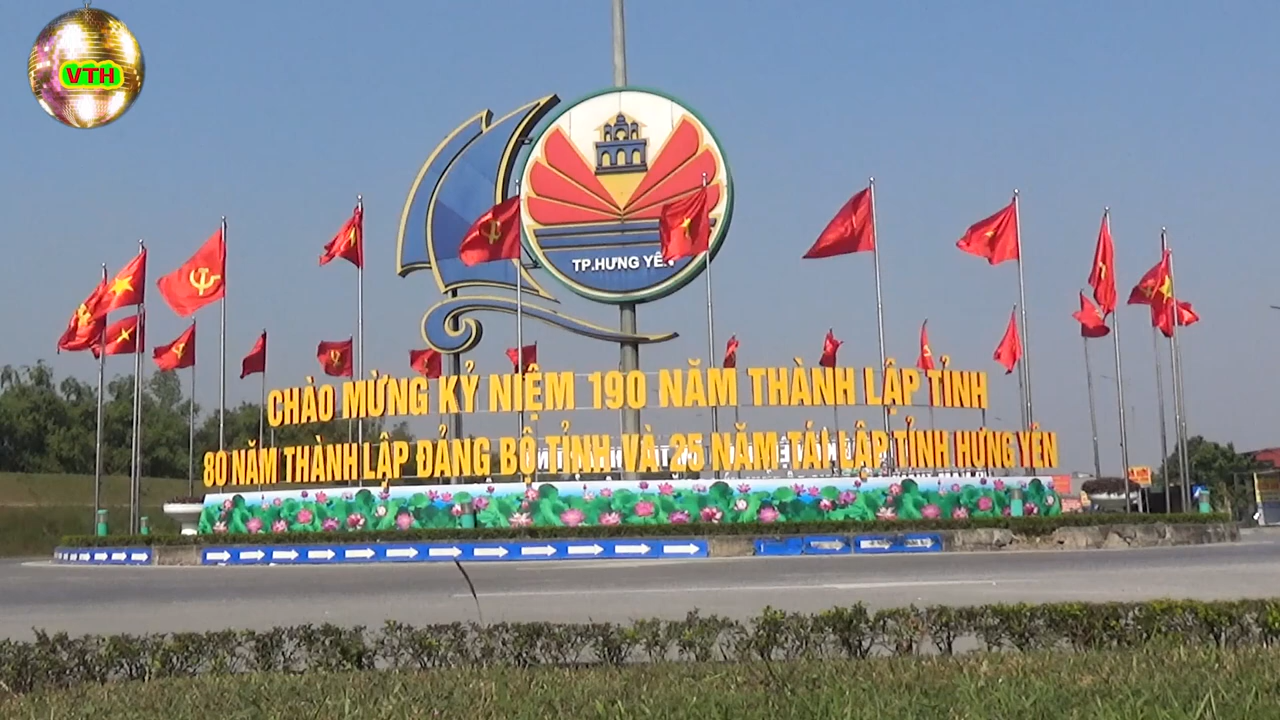 VTH
TP.HƯNG YÊN
CHÀO MỪNG KỶ NIỆM 190 NĂM THÀNH LẬP TỈNH
80 NĂM THÀNH LẬP ĐẢNG BỘ TỈNH VÀ 25 NĂM TÁI LẬP TỈNH HƯNG YÊN